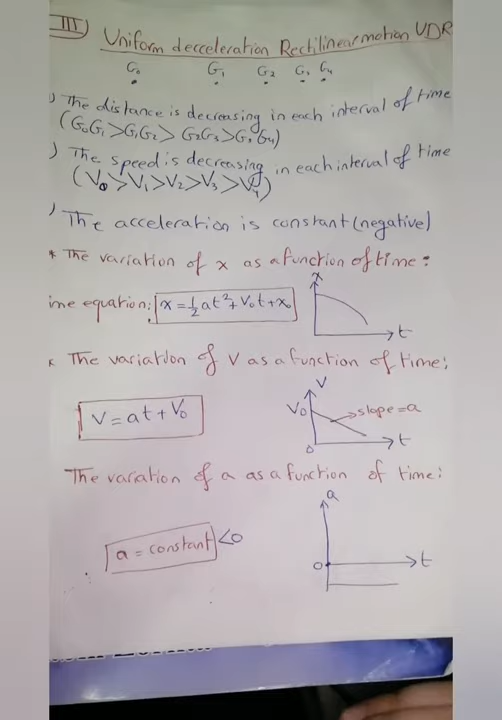 III) Uniform decceleration Rectilinear motion UDR
G₀ G₁ G₂ G₃ G₄
) The distance is decreasing in each interval of time
(G₀G₁ > G₁G₂ > G₂G₃ > G₃G₄)
) The speed is decreasing in each interval of time
(V₀ > V₁ > V₂ > V₃ > V₄)
) The acceleration is constant (negative)
* The variation of x as a function of time:
x
ime equation: x = ½at² + V₀t + x₀
t
* The variation of V as a function of time:
V
V₀ slope = a
V = at + V₀
0 t
The variation of a as a function of time:
a
a = constant < 0
0 t